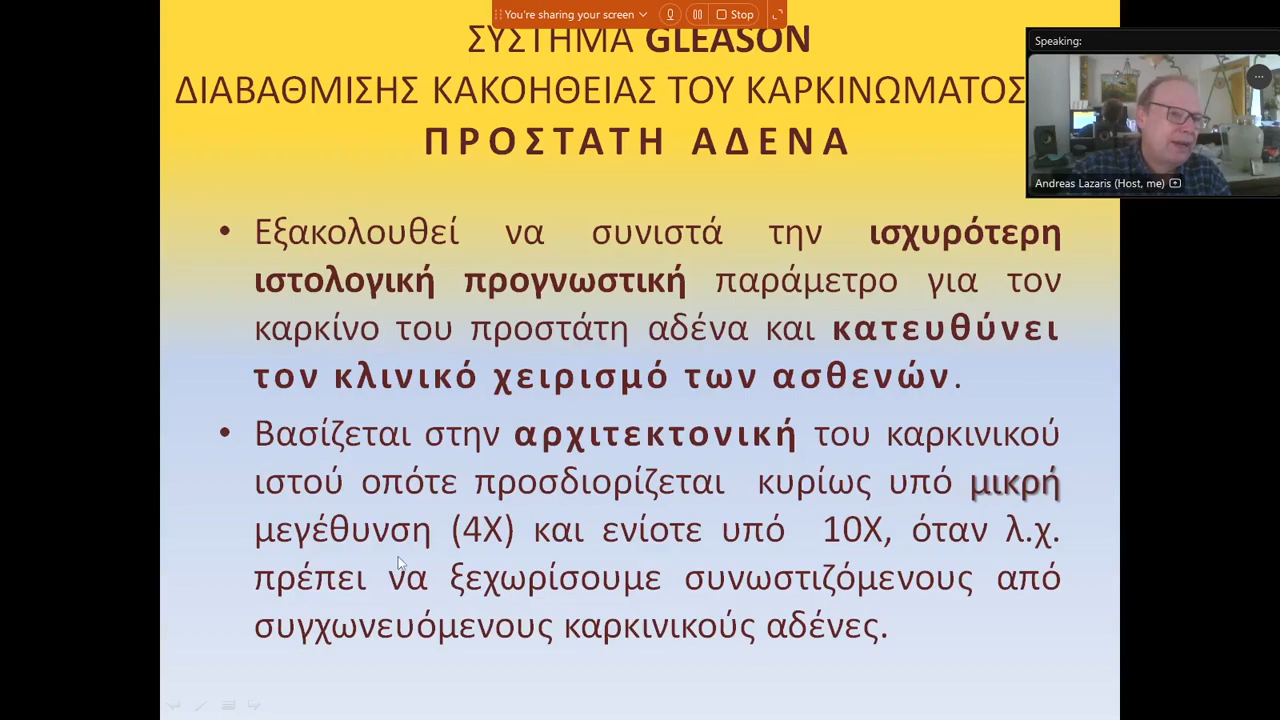 You're sharing your screen
Stop
ΣΥΣΤΗΜΑ GLEASON
ΔΙΑΒΑΘΜΙΣΗΣ ΚΑΚΟΗΘΕΙΑΣ ΤΟΥ ΚΑΡΚΙΝΩΜΑΤΟΣ
ΠΡΟΣΤΑΤΗ ΑΔΕΝΑ
Speaking:
Andreas Lazaris (Host, me)
• Εξακολουθεί να συνιστά την ισχυρότερη
ιστολογική προγνωστική παράμετρο για τον
καρκίνο του προστάτη αδένα και κατευθύνει
τον κλινικό χειρισμό των ασθενών.
• Βασίζεται στην αρχιτεκτονική του καρκινικού
ιστού οπότε προσδιορίζεται κυρίως υπό μικρή
μεγέθυνση (4Χ) και ενίοτε υπό 10Χ, όταν λ.χ.
πρέπει να ξεχωρίσουμε συνωστιζόμενους από
συγχωνευόμενους καρκινικούς αδένες.